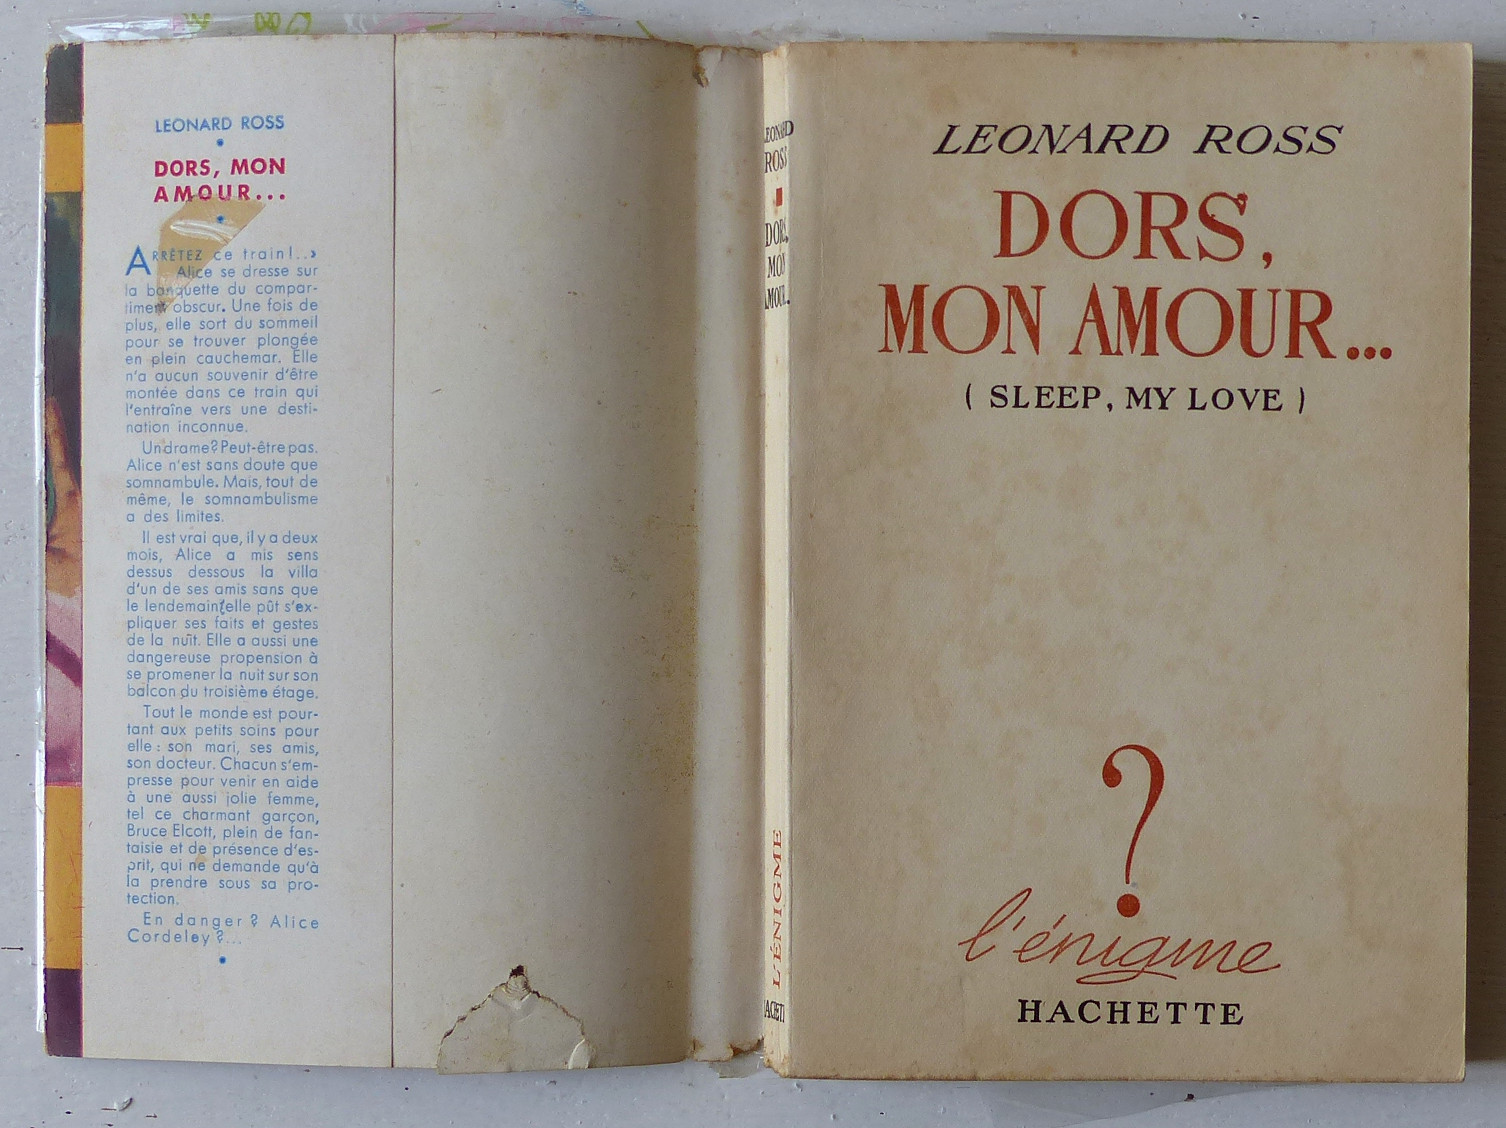 LEONARD ROSS
DORS, MON
AMOUR...
ARRÊTEZ ce train!..»
Alice se dresse sur
la banquette du compar-
timent obscur. Une fois de
plus, elle sort du sommeil
pour se trouver plongée
en plein cauchemar. Elle
n'a aucun souvenir d'être
montée dans ce train qui
l'entraîne vers une desti-
nation inconnue.
Un drame? Peut-être pas.
Alice n'est sans doute que
somnambule. Mais, tout de
même, le somnambulisme
a des limites.
Il est vrai que, il y a deux
mois, Alice a mis sens
dessus dessous la villa
d'un de ses amis sans que
le lendemain elle pût s'ex-
pliquer ses faits et gestes
de la nuit. Elle a aussi une
dangereuse propension à
se promener la nuit sur son
balcon du troisième étage.
Tout le monde est pour-
tant aux petits soins pour
elle : son mari, ses amis,
son docteur. Chacun s'em-
presse pour venir en aide
à une aussi jolie femme,
tel ce charmant garçon,
Bruce Elcott, plein de fan-
taisie et de présence d'es-
prit, qui ne demande qu'à
la prendre sous sa pro-
tection.
En danger ? Alice
Cordeley ?...
LEONARD
ROSS
DORS,
MON
AMOUR...
L'ÉNIGME
HACHETT
LEONARD ROSS
DORS,
MON AMOUR...
( SLEEP, MY LOVE )
?
l'énigme
HACHETTE